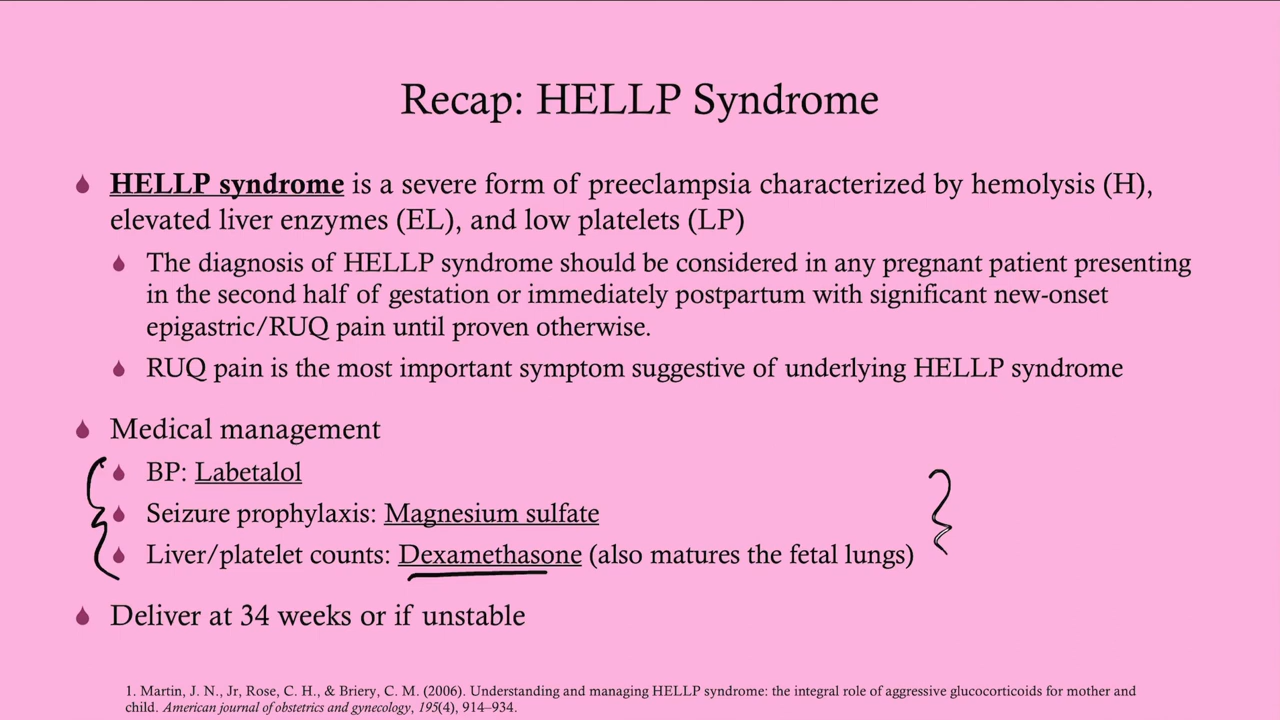 Recap: HELLP Syndrome
HELLP syndrome is a severe form of preeclampsia characterized by hemolysis (H),
elevated liver enzymes (EL), and low platelets (LP)
The diagnosis of HELLP syndrome should be considered in any pregnant patient presenting
in the second half of gestation or immediately postpartum with significant new-onset
epigastric/RUQ pain until proven otherwise.
RUQ pain is the most important symptom suggestive of underlying HELLP syndrome
Medical management
BP: Labetalol
Seizure prophylaxis: Magnesium sulfate
Liver/platelet counts: Dexamethasone (also matures the fetal lungs)
Deliver at 34 weeks or if unstable
1. Martin, J. N., Jr, Rose, C. H., & Briery, C. M. (2006). Understanding and managing HELLP syndrome: the integral role of aggressive glucocorticoids for mother and
child. American journal of obstetrics and gynecology, 195(4), 914–934.